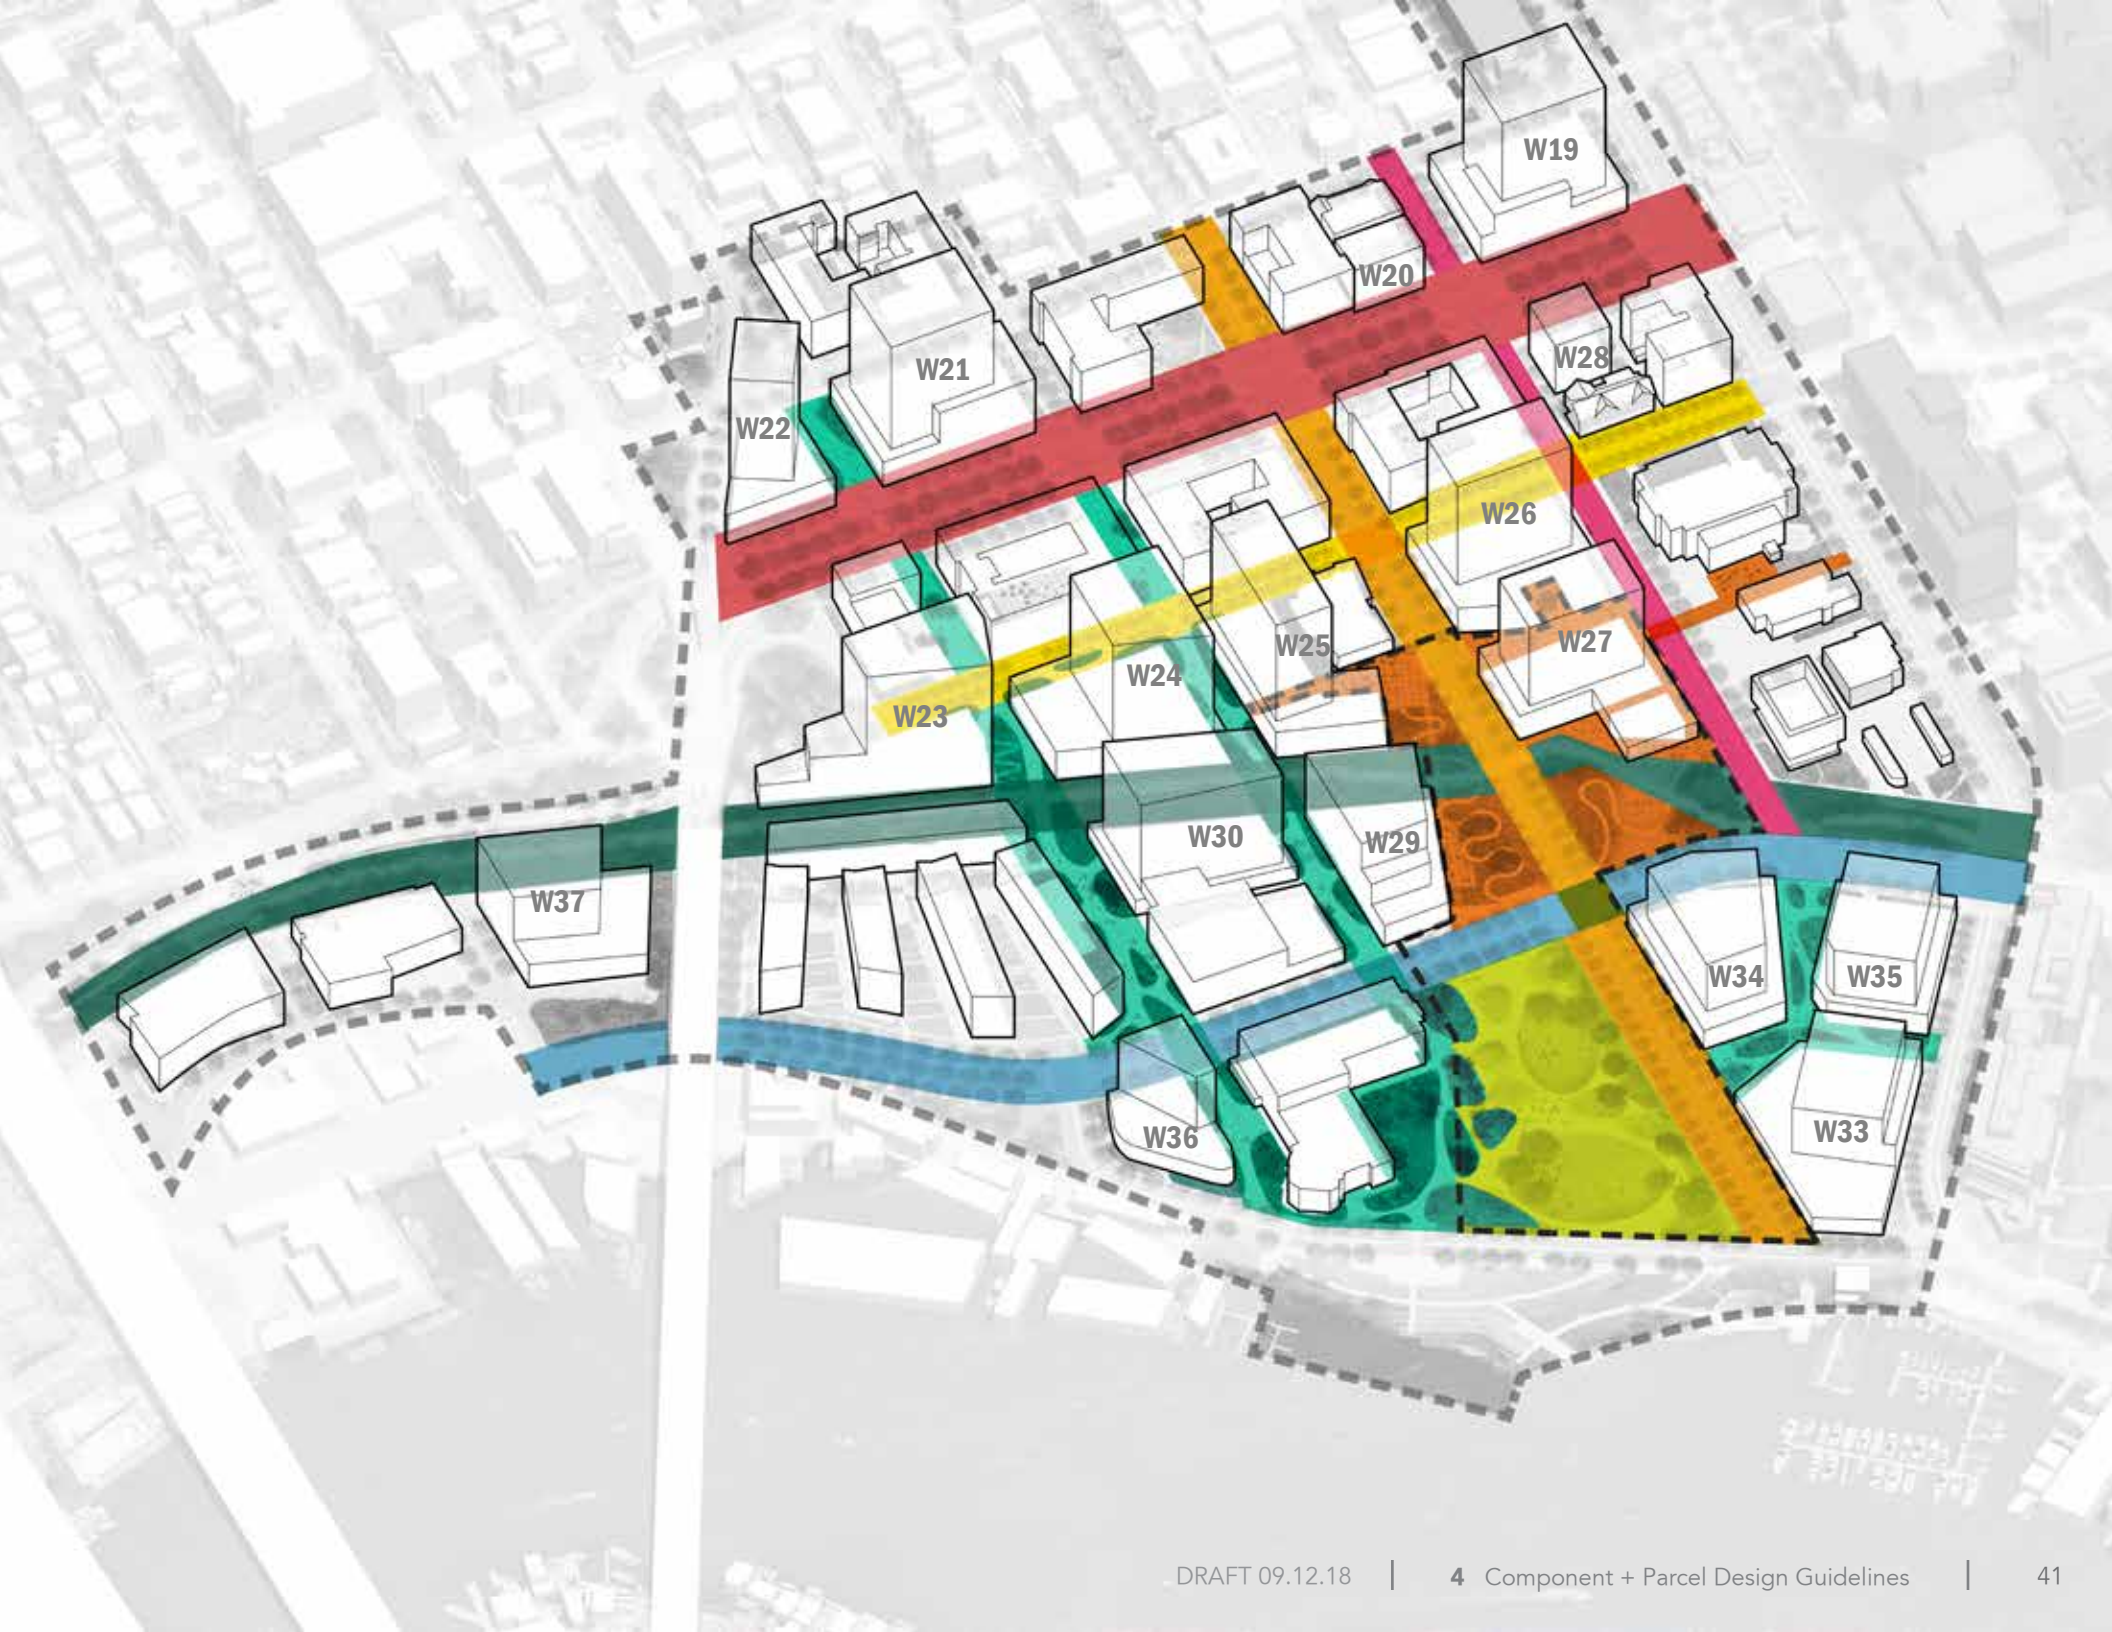 W19
W20
W28
W21
W22
W26
W27
W25
W24
W23
W30
W29
W37
W34
W35
W36
W33
DRAFT 09.12.18 | 4 Component + Parcel Design Guidelines | 41